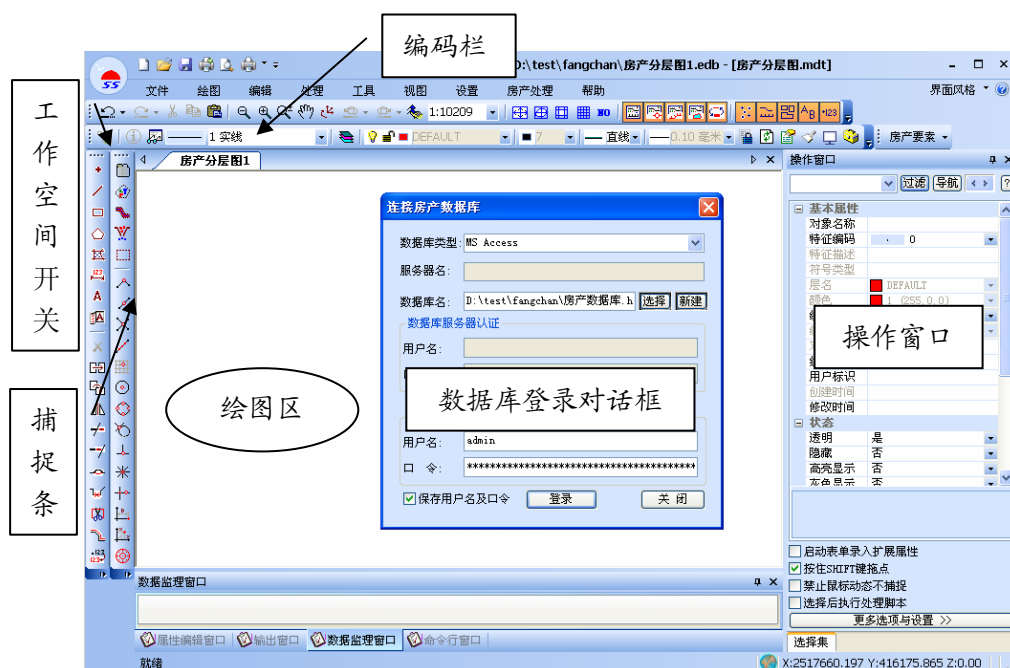 编码栏
D:\test\fangchan\房产分层图1.edb - [房产分层图.mdt]
SS
文件 绘图 编辑 处理 工具 视图 设置 房产处理 帮助 界面风格
1:10209
1 实线 DEFAULT 7 直线 0.10 毫米 房产要素
工作空间开关
捕捉条
房产分层图1
绘图区
连接房产数据库
数据库类型: MS Access
服务器名:
数据库名: D:\test\fangchan\房产数据库.h 选择 新建
数据库服务器认证
用户名:
数据库登录对话框
用户名: admin
口 令: ****************************************
保存用户名及口令 登录 关 闭
操作窗口
过滤 导航
基本属性
对象名称
特征编码 0
特征描述
符号类型
层名 DEFAULT
颜色 1 (255,0,0)
操作窗口
用户标识
创建时间
修改时间
状态
透明 是
隐藏 否
高亮显示 否
灰色显示 否
启动表单录入扩展属性
按住SHIFT键拖点
禁止鼠标动态不捕捉
选择后执行处理脚本
更多选项与设置 >>
选择集
数据监理窗口
属性编辑窗口 输出窗口 数据监理窗口 命令行窗口
就绪 X:2517660.197 Y:416175.865 Z:0.00